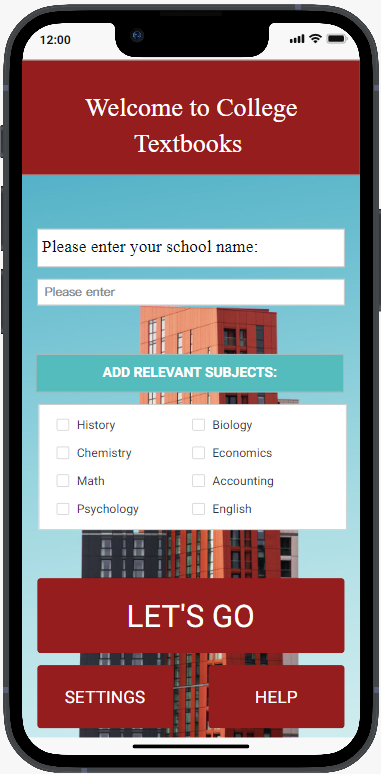 12:00
Welcome to College
Textbooks
Please enter your school name:
Please enter
ADD RELEVANT SUBJECTS:
History
Biology
Chemistry
Economics
Math
Accounting
Psychology
English
LET'S GO
SETTINGS
HELP